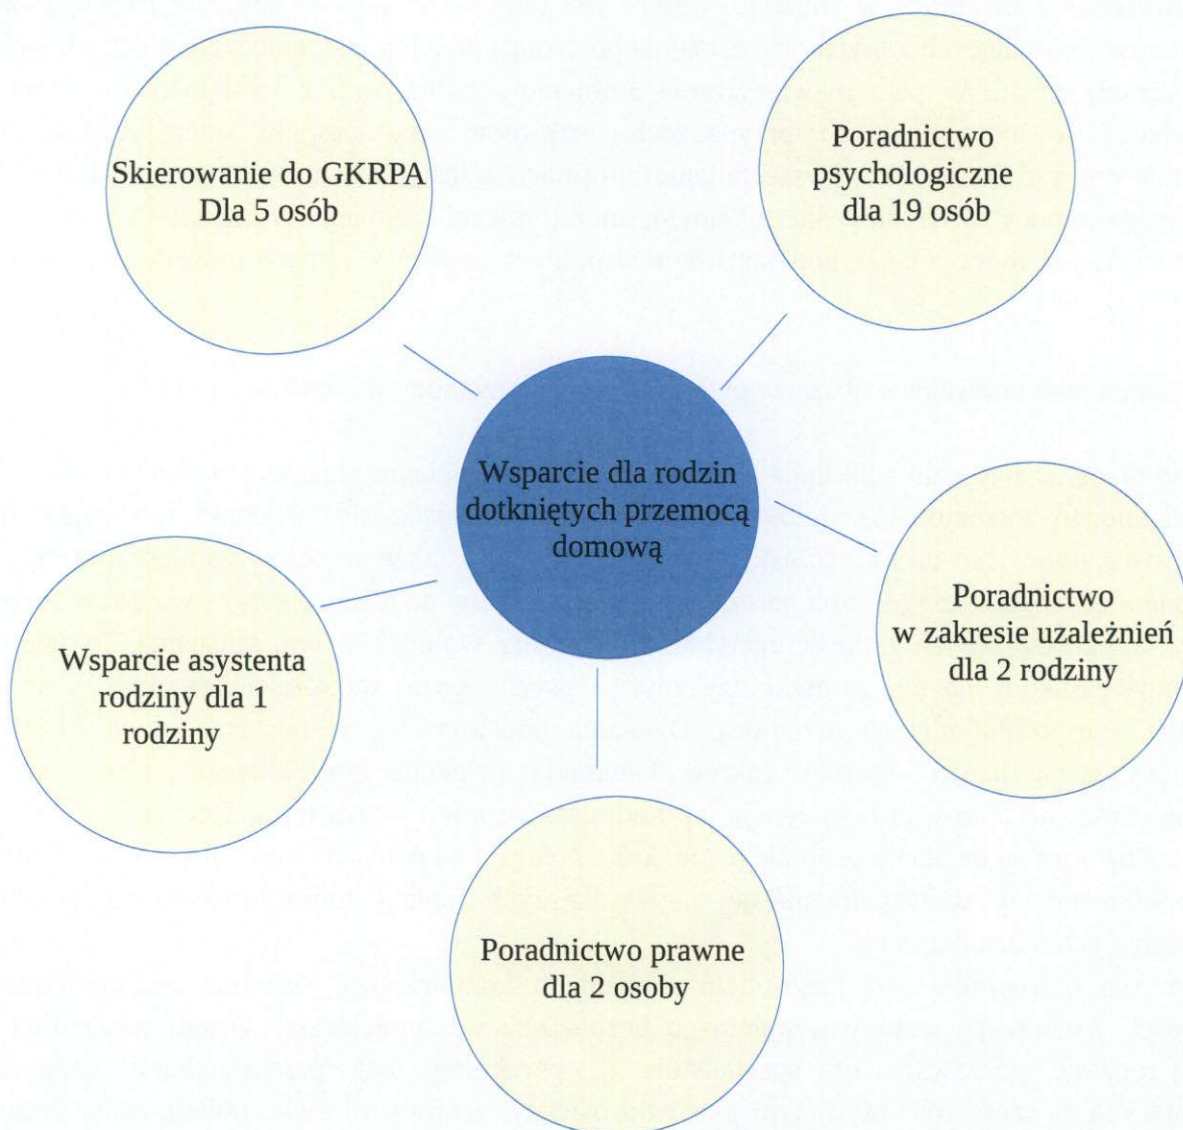 Skierowanie do GKRPA
Dla 5 osób
Poradnictwo
psychologiczne
dla 19 osób
Wsparcie dla rodzin
dotkniętych przemocą
domową
Poradnictwo
w zakresie uzależnień
dla 2 rodziny
Wsparcie asystenta
rodziny dla 1
rodziny
Poradnictwo prawne
dla 2 osoby